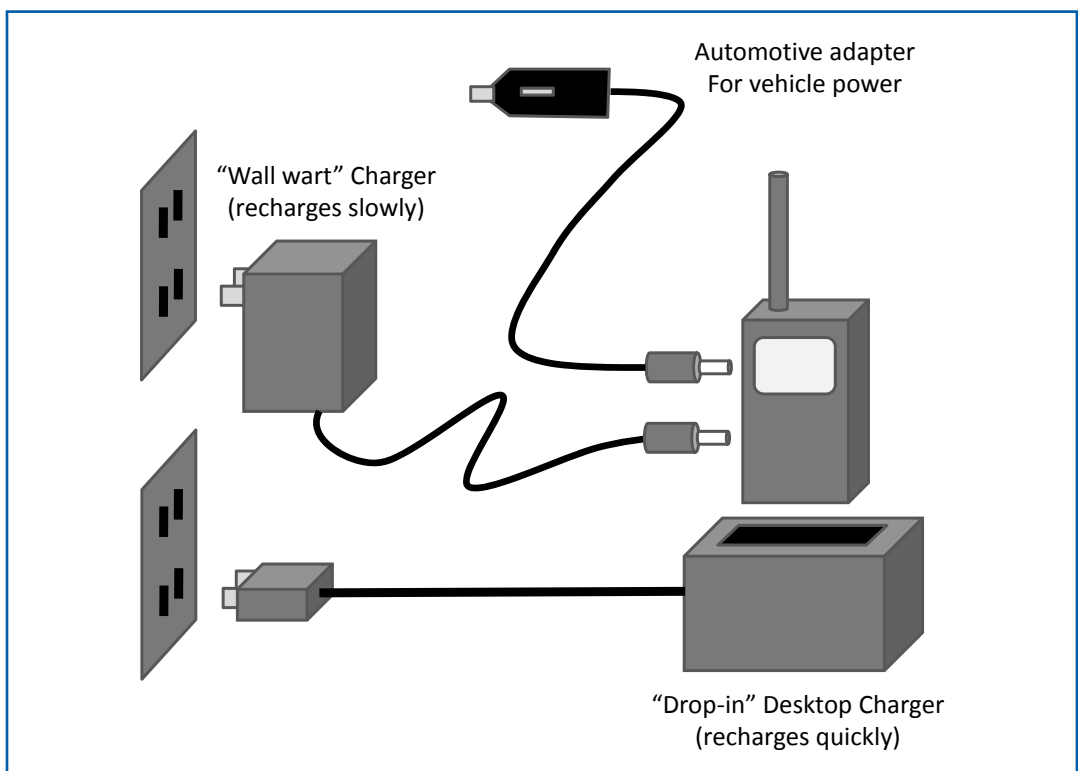 Automotive adapter
For vehicle power
“Wall wart” Charger
(recharges slowly)
“Drop-in” Desktop Charger
(recharges quickly)